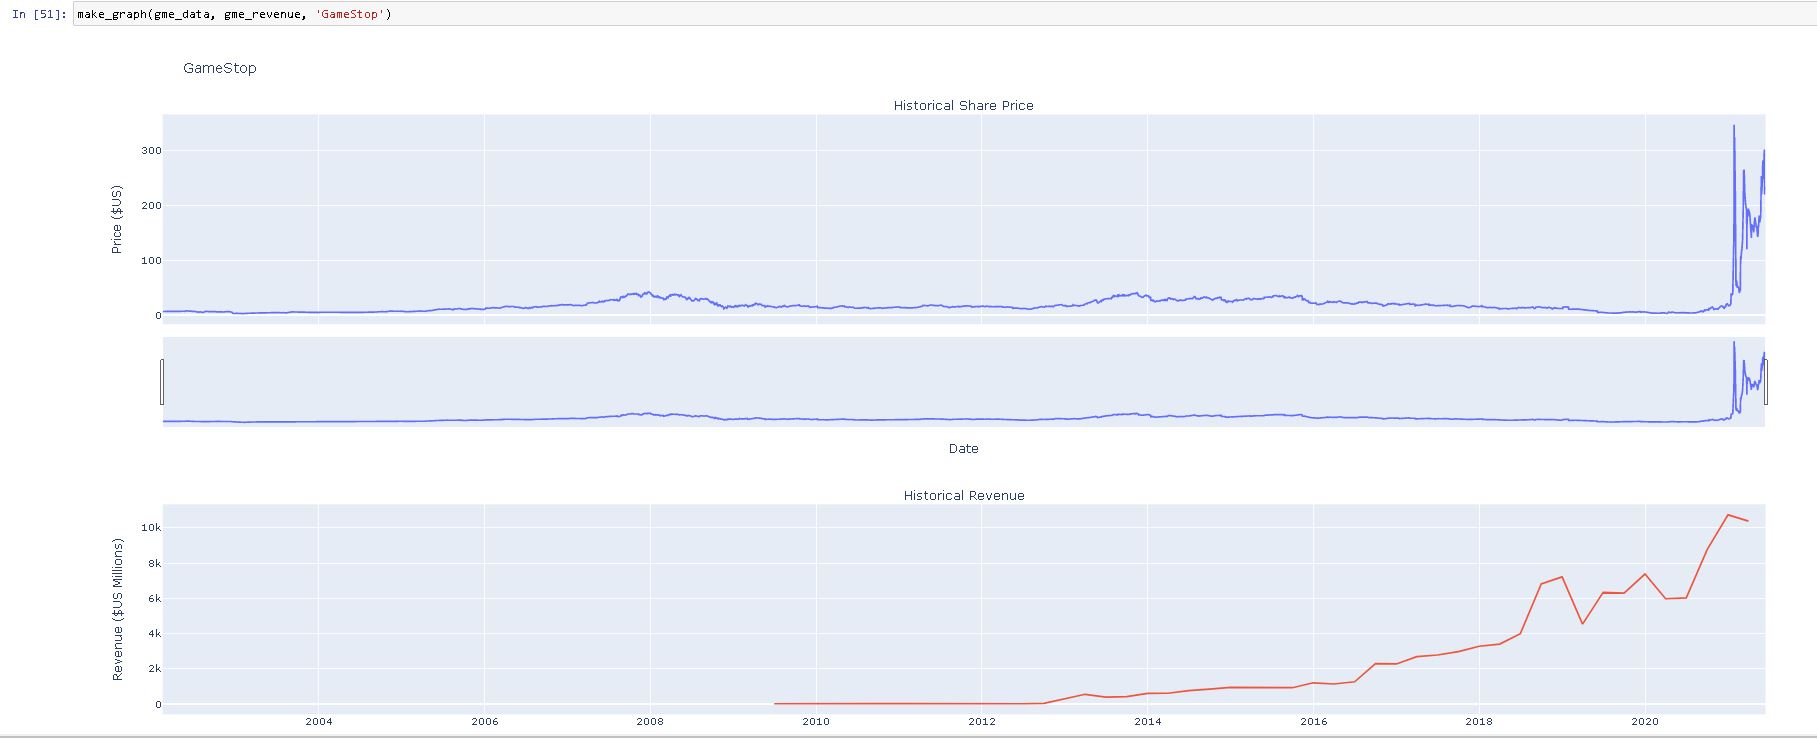 In [51]: make_graph(gme_data, gme_revenue, 'GameStop')
GameStop
Historical Share Price
300
200
100
0
Price ($US)
Date
Historical Revenue
10k
8k
6k
4k
2k
0
Revenue ($US Millions)
2004 2006 2008 2010 2012 2014 2016 2018 2020